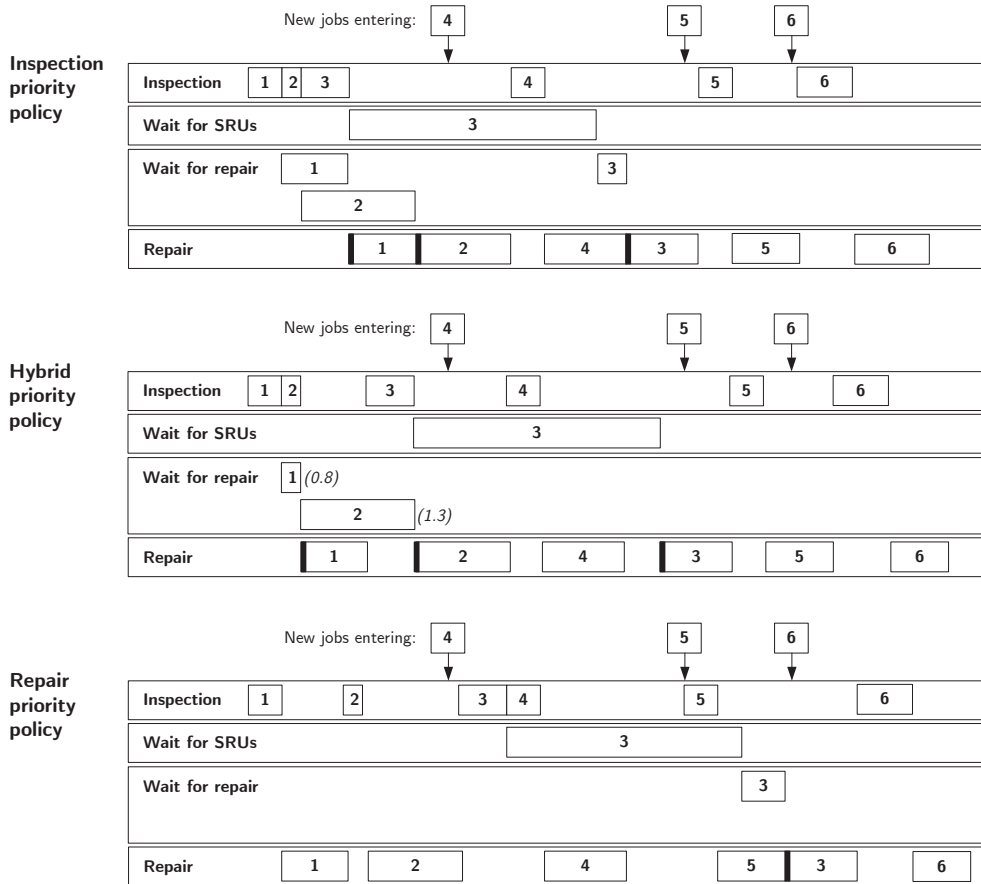 New jobs entering: 4 5 6
Inspection
priority
policy
Inspection 1 2 3 4 5 6
Wait for SRUs 3
Wait for repair 1 3
2
Repair 1 2 4 3 5 6
New jobs entering: 4 5 6
Hybrid
priority
policy
Inspection 1 2 3 4 5 6
Wait for SRUs 3
Wait for repair 1 (0.8)
2 (1.3)
Repair 1 2 4 3 5 6
New jobs entering: 4 5 6
Repair
priority
policy
Inspection 1 2 3 4 5 6
Wait for SRUs 3
Wait for repair 3
Repair 1 2 4 5 3 6